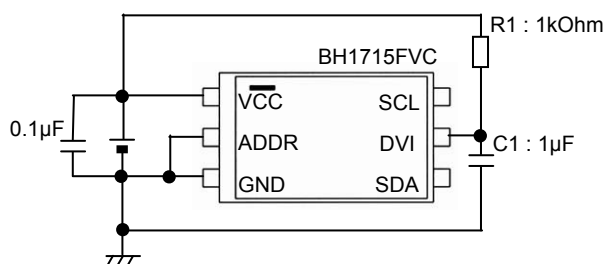 R1 : 1kOhm
BH1715FVC
VCC
SCL
0.1µF
ADDR
DVI
C1 : 1µF
GND
SDA